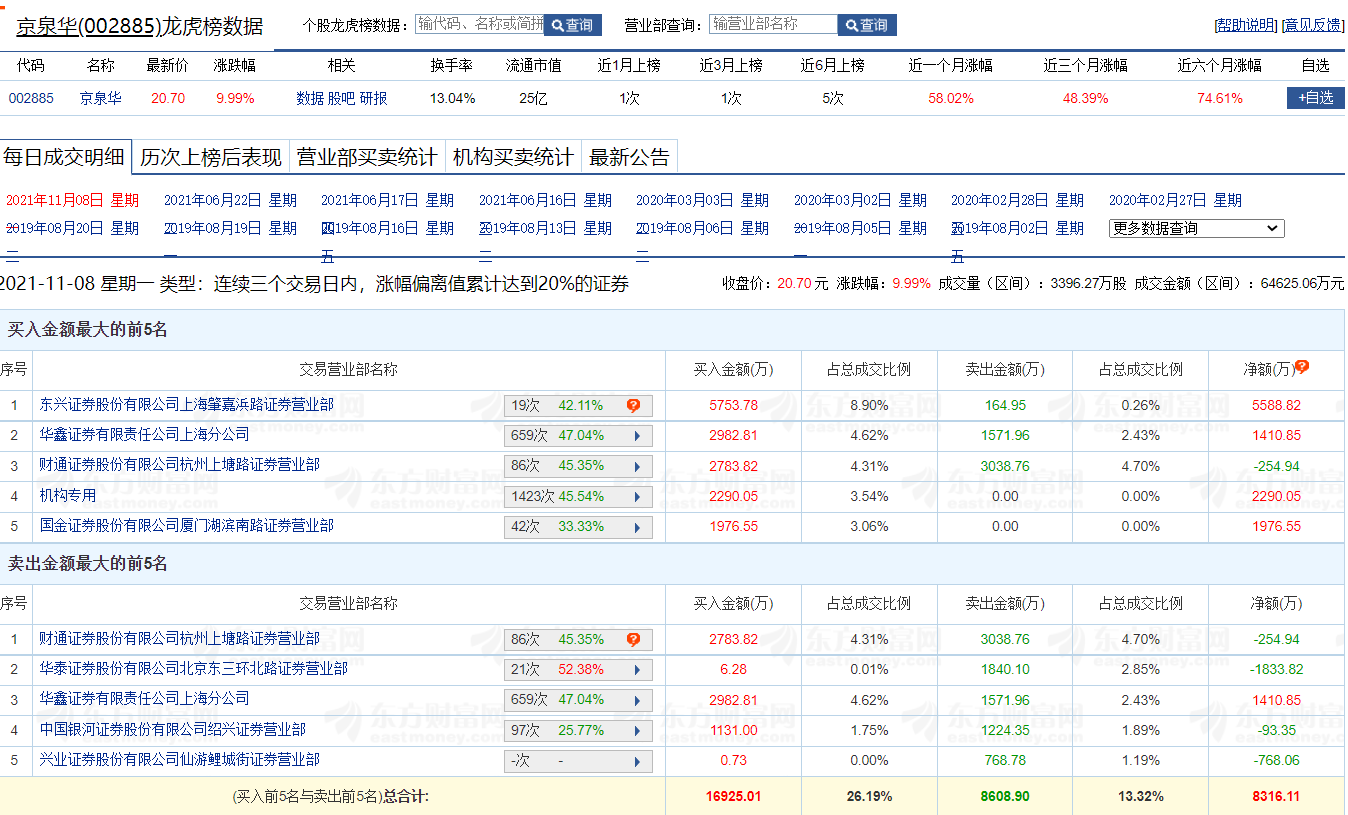 京泉华(002885)龙虎榜数据 个股龙虎榜数据： 输代码、名称或简拼 查询 营业部查询： 输营业部名称 查询 [帮助说明] [意见反馈]
代码 名称 最新价 涨跌幅 相关 换手率 流通市值 近1月上榜 近3月上榜 近6月上榜 近一个月涨幅 近三个月涨幅 近六个月涨幅 自选
002885 京泉华 20.70 9.99% 数据 股吧 研报 13.04% 25亿 1次 1次 5次 58.02% 48.39% 74.61% +自选
每日成交明细 历次上榜后表现 营业部买卖统计 机构买卖统计 最新公告
2021年11月08日 星期 2021年06月22日 星期 2021年06月17日 星期 2021年06月16日 星期 2020年03月03日 星期 2020年03月02日 星期 2020年02月28日 星期 2020年02月27日 星期
2019年08月20日 星期 2019年08月19日 星期 2019年08月16日 星期 2019年08月13日 星期 2019年08月06日 星期 2019年08月05日 星期 2019年08月02日 星期 更多数据查询
二 一 五 二 二 一 五
2021-11-08 星期一 类型：连续三个交易日内，涨幅偏离值累计达到20%的证券 收盘价：20.70元 涨跌幅：9.99% 成交量（区间）：3396.27万股 成交金额（区间）：64625.06万元
买入金额最大的前5名
序号 交易营业部名称 买入金额(万) 占总成交比例 卖出金额(万) 占总成交比例 净额(万)
1 东兴证券股份有限公司上海肇嘉浜路证券营业部 19次 42.11% 5753.78 8.90% 164.95 0.26% 5588.82
2 华鑫证券有限责任公司上海分公司 659次 47.04% 2982.81 4.62% 1571.96 2.43% 1410.85
3 财通证券股份有限公司杭州上塘路证券营业部 86次 45.35% 2783.82 4.31% 3038.76 4.70% -254.94
4 机构专用 1423次 45.54% 2290.05 3.54% 0.00 0.00% 2290.05
5 国金证券股份有限公司厦门湖滨南路证券营业部 42次 33.33% 1976.55 3.06% 0.00 0.00% 1976.55
卖出金额最大的前5名
序号 交易营业部名称 买入金额(万) 占总成交比例 卖出金额(万) 占总成交比例 净额(万)
1 财通证券股份有限公司杭州上塘路证券营业部 86次 45.35% 2783.82 4.31% 3038.76 4.70% -254.94
2 华泰证券股份有限公司北京东三环北路证券营业部 21次 52.38% 6.28 0.01% 1840.10 2.85% -1833.82
3 华鑫证券有限责任公司上海分公司 659次 47.04% 2982.81 4.62% 1571.96 2.43% 1410.85
4 中国银河证券股份有限公司绍兴证券营业部 97次 25.77% 1131.00 1.75% 1224.35 1.89% -93.35
5 兴业证券股份有限公司仙游鲤城街证券营业部 -次 - 0.73 0.00% 768.78 1.19% -768.06
(买入前5名与卖出前5名)总合计: 16925.01 26.19% 8608.90 13.32% 8316.11